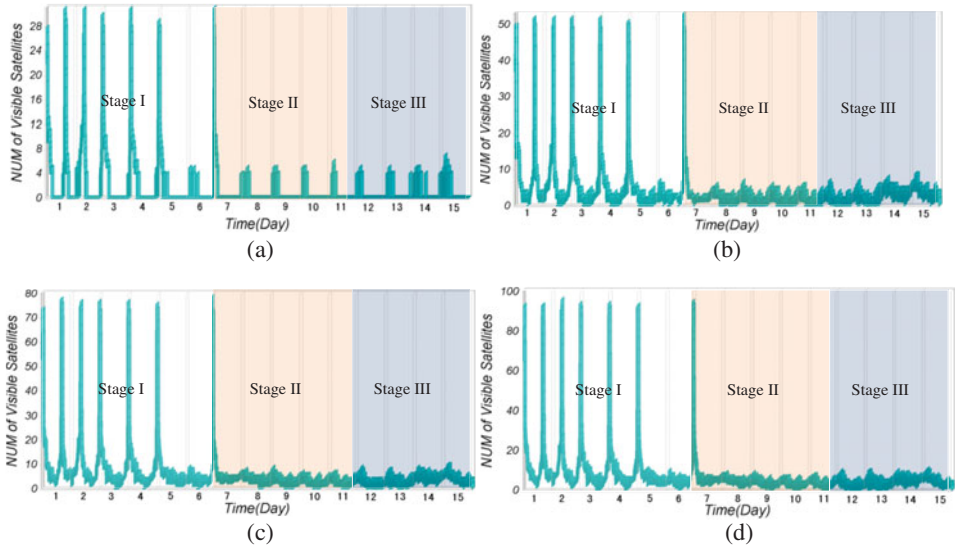 NUM of Visible Satellites
28
24
20
16
12
8
4
0
Stage I
Stage II
Stage III
1 2 3 4 5 6 7 8 9 10 11 12 13 14 15
Time(Day)
(a)
NUM of Visible Satellites
50
40
30
20
10
0
Stage I
Stage II
Stage III
1 2 3 4 5 6 7 8 9 10 11 12 13 14 15
Time(Day)
(b)
NUM of Visible Satellites
80
70
60
50
40
30
20
10
0
Stage I
Stage II
Stage III
1 2 3 4 5 6 7 8 9 10 11 12 13 14 15
Time(Day)
(c)
NUM of Visible Satellites
100
80
60
40
20
0
Stage I
Stage II
Stage III
1 2 3 4 5 6 7 8 9 10 11 12 13 14 15
Time(Day)
(d)